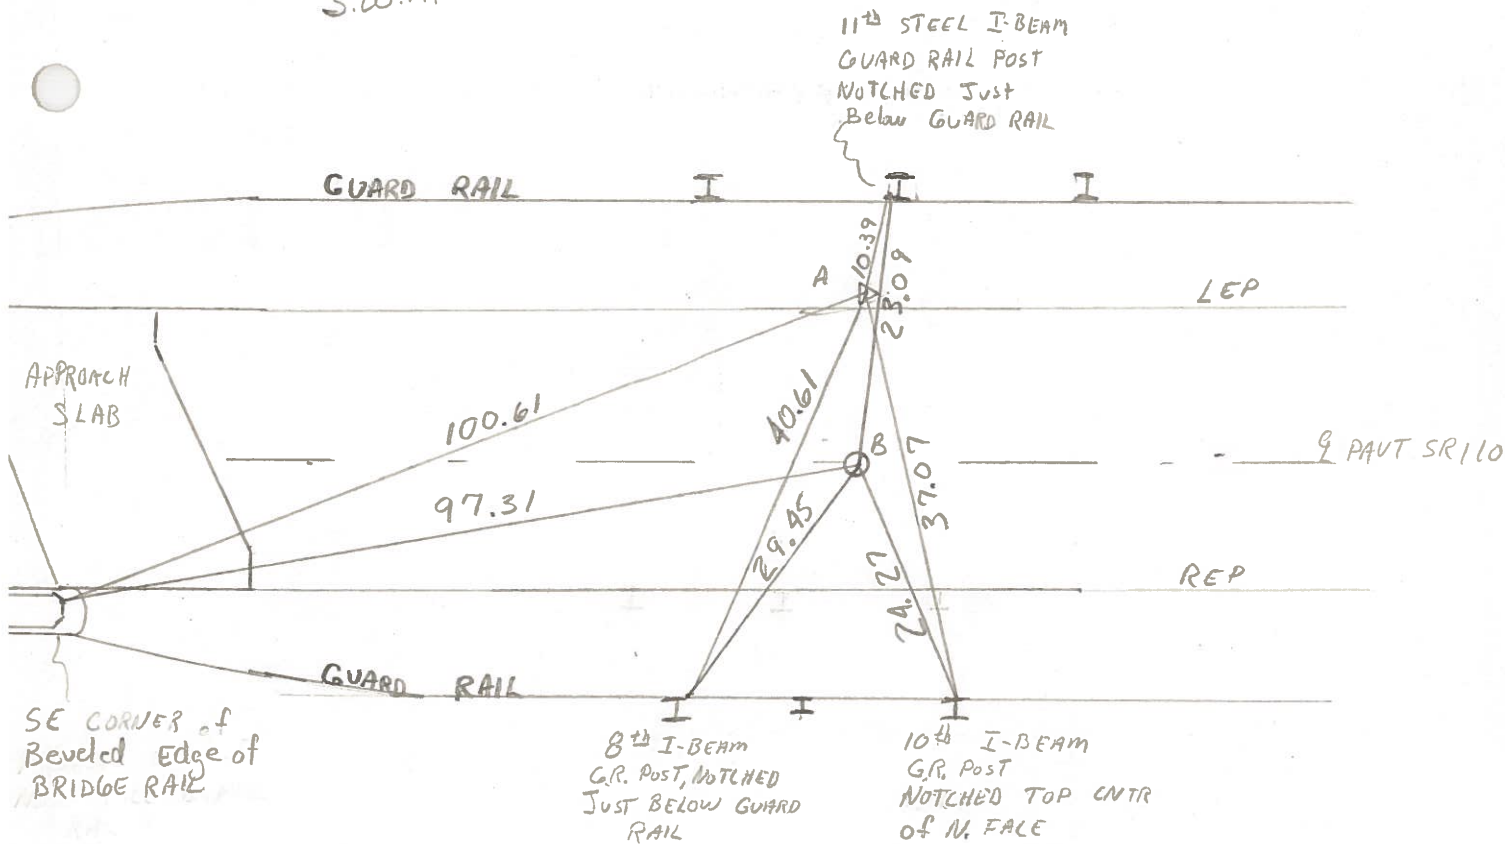 11th STEEL I-BEAM
GUARD RAIL POST
NOTCHED JUST
Below GUARD RAIL
GUARD RAIL
10.39
A
23.09
LEP
APPROACH
SLAB
100.61
40.61
B
37.07
℄ PAVT SR 110
97.31
29.45
24.27
REP
GUARD RAIL
SE CORNER of
Beveled Edge of
BRIDGE RAIL
8th I-BEAM
G.R. POST, NOTCHED
JUST BELOW GUARD
RAIL
10th I-BEAM
G.R. POST
NOTCHED TOP CNTR
of N. FACE